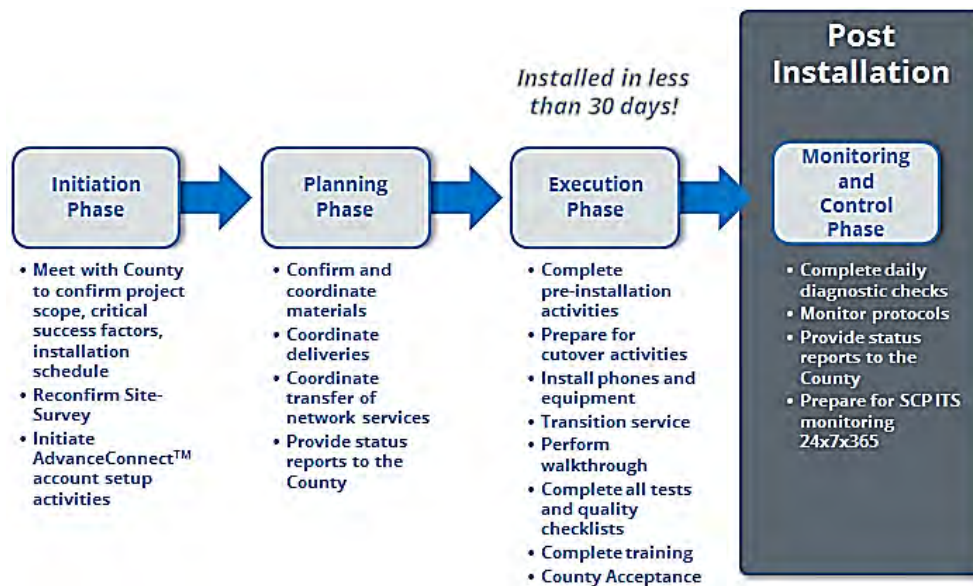 Post
Installation
Installed in less
than 30 days!
Initiation
Phase
• Meet with County
to confirm project
scope, critical
success factors,
installation
schedule
• Reconfirm Site-
Survey
• Initiate
AdvanceConnect™
account setup
activities
Planning
Phase
• Confirm and
coordinate
materials
• Coordinate
deliveries
• Coordinate
transfer of
network services
• Provide status
reports to the
County
Execution
Phase
• Complete
pre-installation
activities
• Prepare for
cutover activities
• Install phones and
equipment
• Transition service
• Perform
walkthrough
• Complete all tests
and quality
checklists
• Complete training
• County Acceptance
Monitoring
and
Control
Phase
• Complete daily
diagnostic checks
• Monitor protocols
• Provide status
reports to the
County
• Prepare for SCP ITS
monitoring
24x7x365